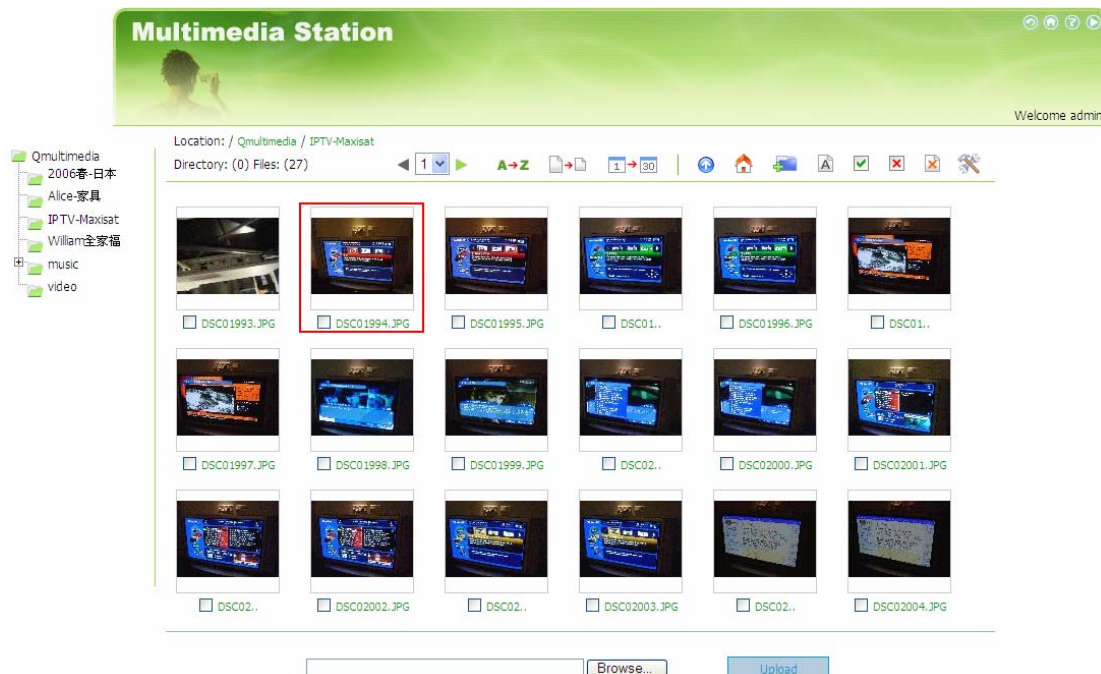 Multimedia Station
Welcome admin
Location: / Qmultimedia / IPTV-Maxisat
Directory: (0) Files: (27)
1
A→Z
1→30
A
Qmultimedia
2006春-日本
Alice-家具
IPTV-Maxisat
William全家福
music
video
DSC01993.JPG
DSC01994.JPG
DSC01995.JPG
DSC01..
DSC01996.JPG
DSC01..
DSC01997.JPG
DSC01998.JPG
DSC01999.JPG
DSC02..
DSC02000.JPG
DSC02001.JPG
DSC02..
DSC02002.JPG
DSC02..
DSC02003.JPG
DSC02..
DSC02004.JPG
Browse...
Upload